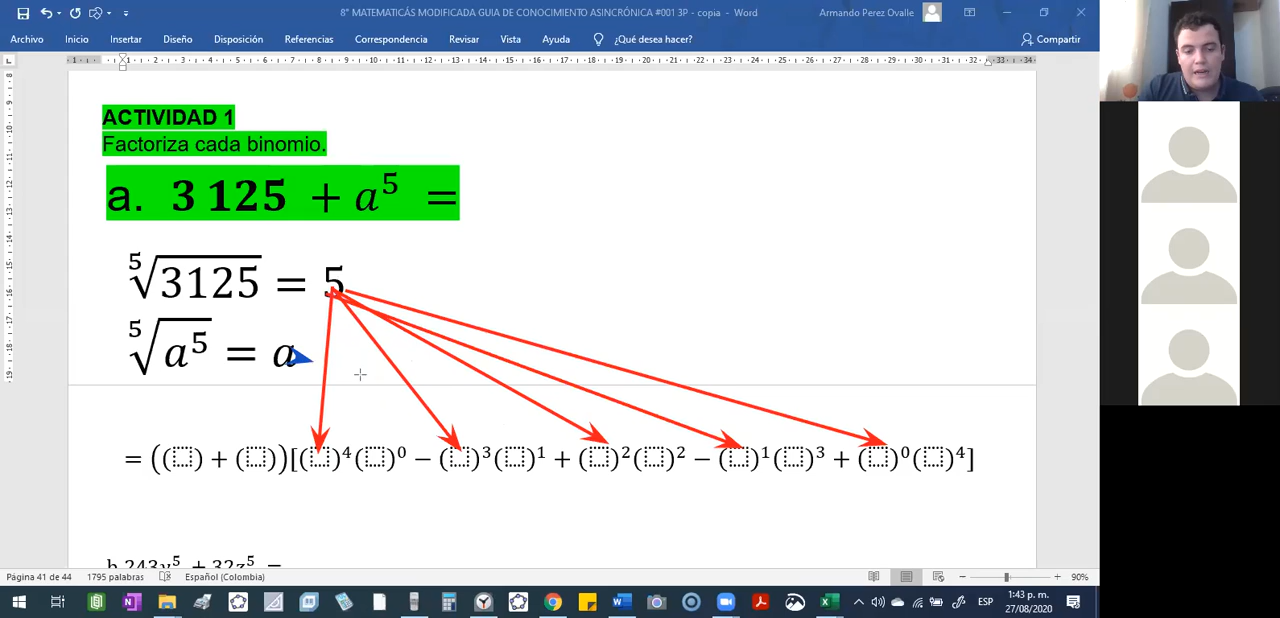 8° MATEMATICÁS MODIFICADA GUIA DE CONOCIMIENTO ASINCRÓNICA #001 3P - copia - Word
Armando Perez Ovalle
Archivo Inicio Insertar Diseño Disposición Referencias Correspondencia Revisar Vista Ayuda ¿Qué desea hacer? Compartir
ACTIVIDAD 1
Factoriza cada binomio.
a. 3 125 + a⁵ =
⁵√3125 = 5
⁵√a⁵ = a
= ((⬚) + (⬚))[(⬚)⁴(⬚)⁰ − (⬚)³(⬚)¹ + (⬚)²(⬚)² − (⬚)¹(⬚)³ + (⬚)⁰(⬚)⁴]
b 243y⁵ + 32z⁵ =
Página 41 de 44 1795 palabras Español (Colombia) 90%
ESP 1:43 p. m.
27/08/2020